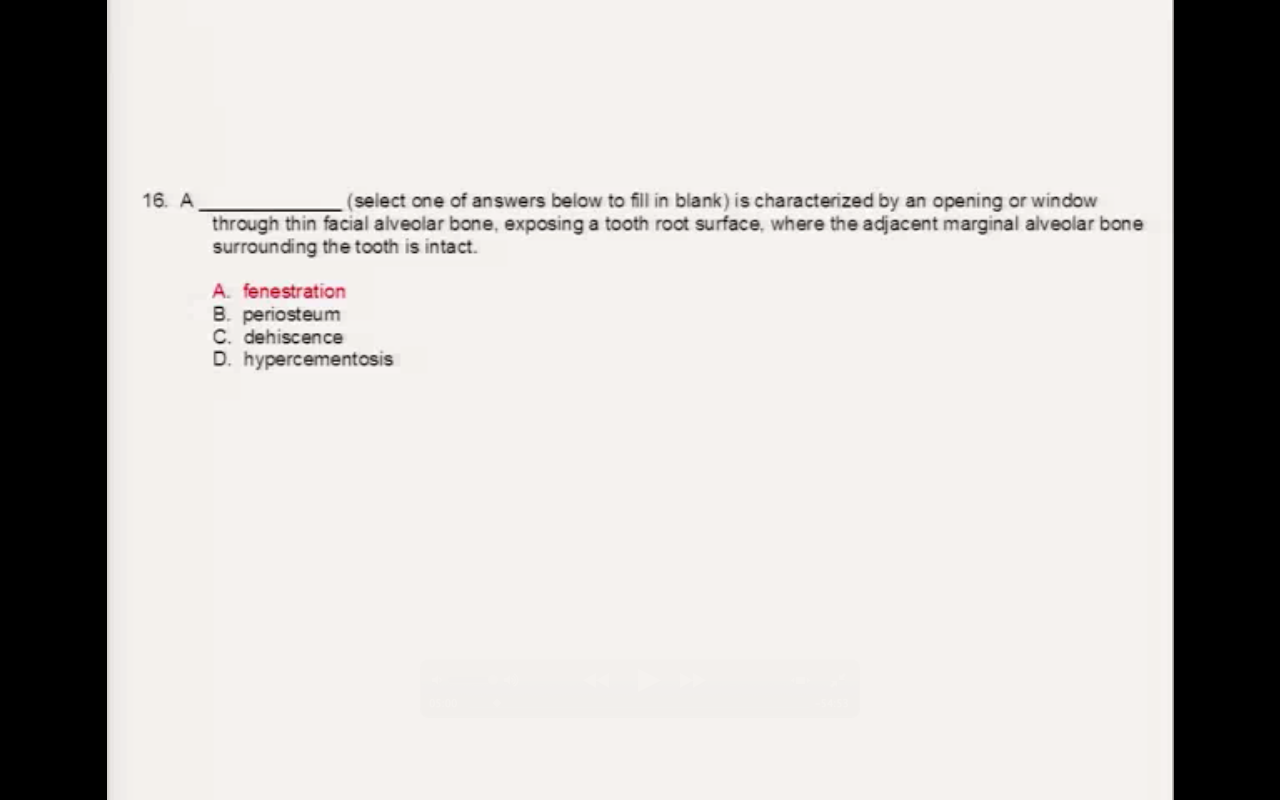 16. A ______________ (select one of answers below to fill in blank) is characterized by an opening or window
through thin facial alveolar bone, exposing a tooth root surface, where the adjacent marginal alveolar bone
surrounding the tooth is intact.
A. fenestration
B. periosteum
C. dehiscence
D. hypercementosis